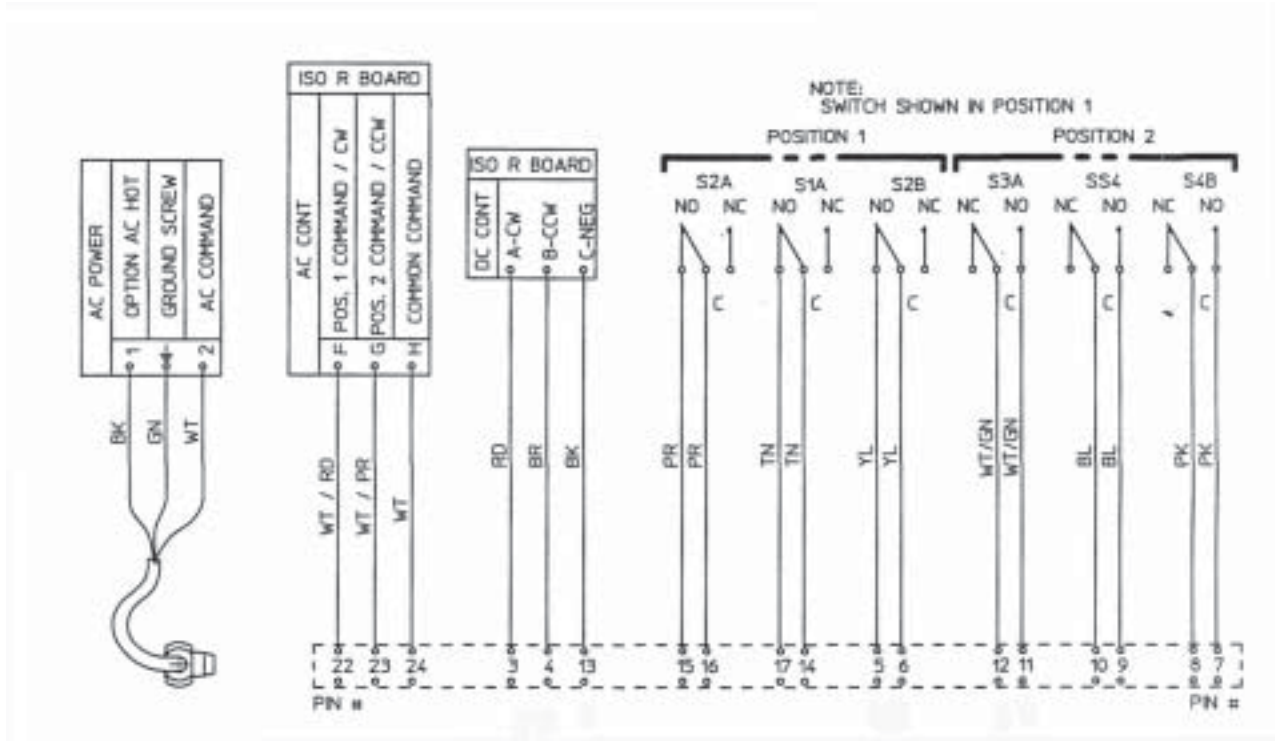 NOTE:
SWITCH SHOWN IN POSITION 1
POSITION 1
POSITION 2
AC POWER
OPTION AC HOT
GROUND SCREW
AC COMMAND
1
2
BK
GN
WT
ISO R BOARD
AC CONT
POS. 1 COMMAND / CW
POS. 2 COMMAND / CCW
COMMON COMMAND
F
G
H
WT / RD
WT / PR
WT
ISO R BOARD
DC CONT
A-CW
B-CCW
C-NEG
RD
BR
BK
S2A
S1A
S2B
S3A
SS4
S4B
NO NC NO NC NO NC NC NO NC NO NC NO
C C C C C C
PR PR TN TN YL YL WT/GN WT/GN BL BL PK PK
22 23 24 3 4 13 15 16 17 14 5 6 12 11 10 9 8 7
PIN #
PIN #